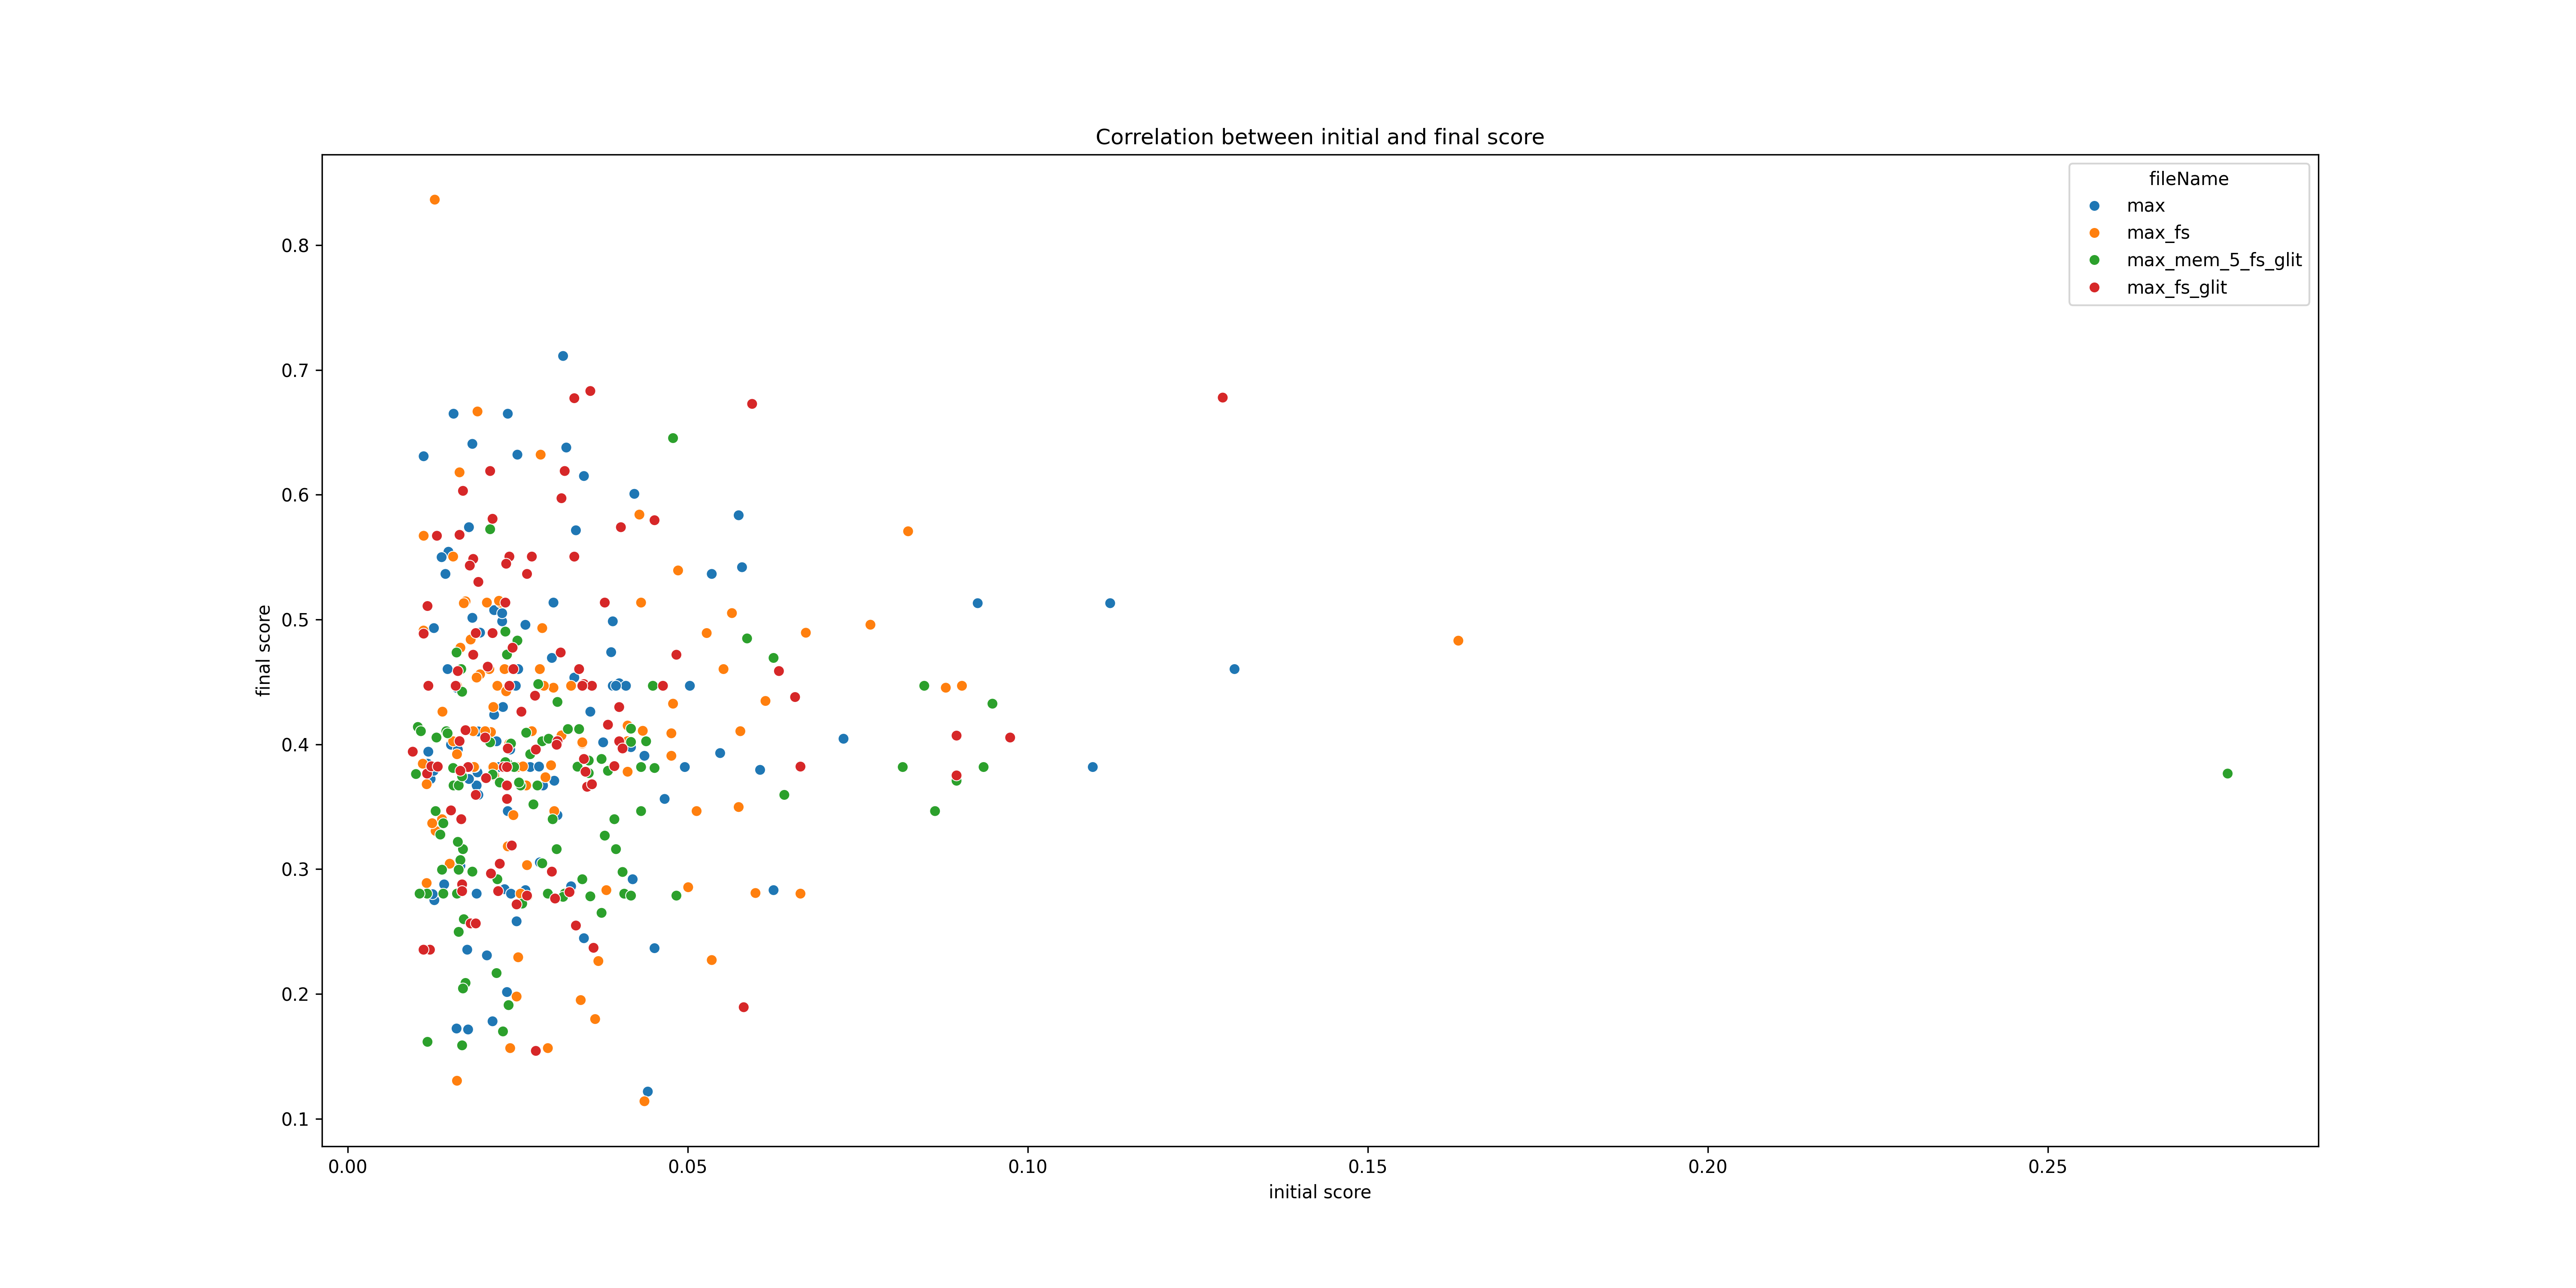 Correlation between initial and final score
fileName
max
max_fs
max_mem_5_fs_glit
max_fs_glit
0.8
0.7
0.6
0.5
0.4
0.3
0.2
0.1
final score
0.00 0.05 0.10 0.15 0.20 0.25
initial score